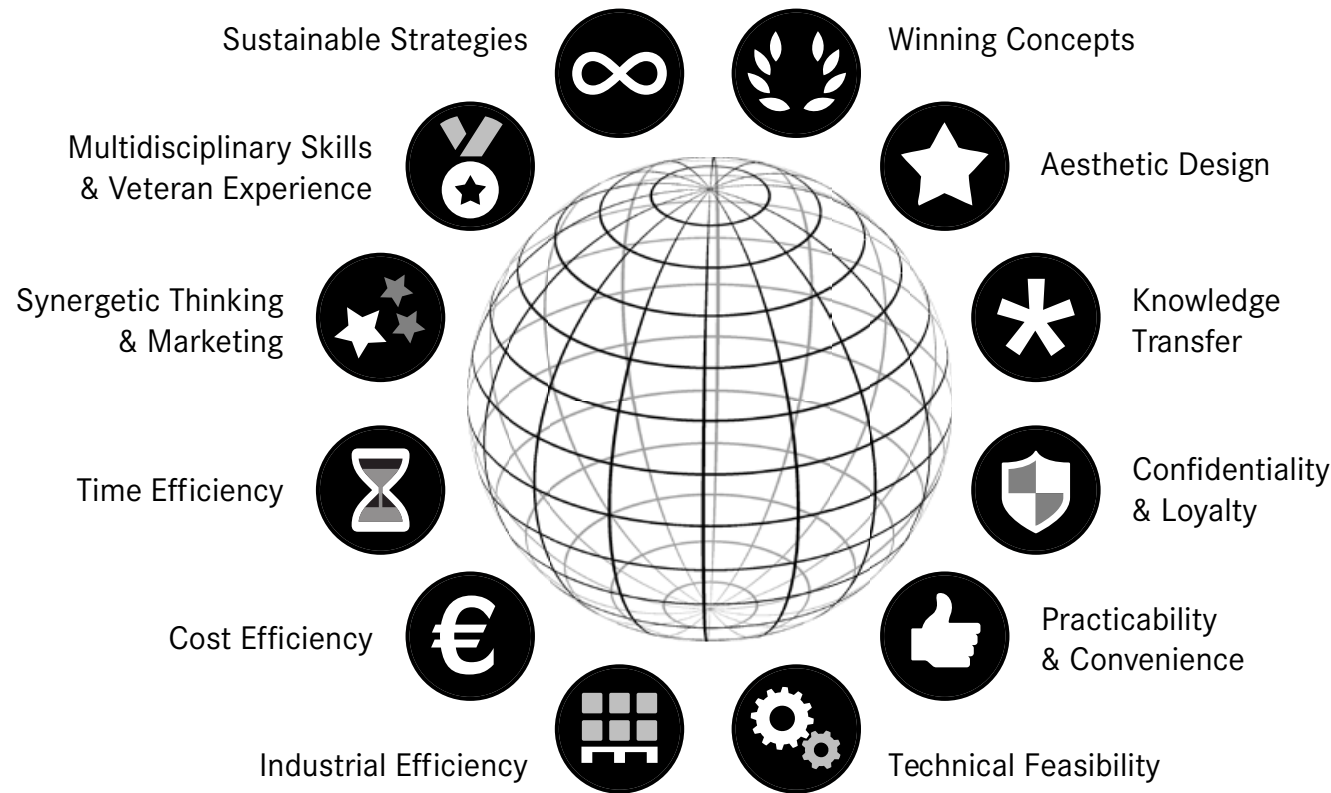 Sustainable Strategies
Winning Concepts
Multidisciplinary Skills
& Veteran Experience
Aesthetic Design
Synergetic Thinking
& Marketing
Knowledge
Transfer
Time Efficiency
Confidentiality
& Loyalty
Cost Efficiency
€
Practicability
& Convenience
Industrial Efficiency
Technical Feasibility